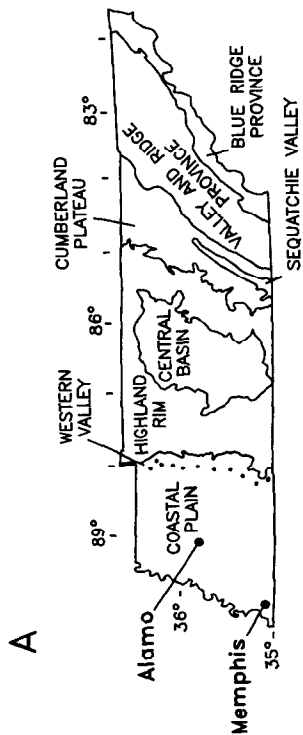 A
89°
86°
83°
WESTERN
VALLEY
CUMBERLAND
PLATEAU
HIGHLAND
RIM
CENTRAL
BASIN
VALLEY AND RIDGE
PROVINCE
BLUE RIDGE
PROVINCE
SEQUATCHIE VALLEY
COASTAL
PLAIN
Alamo
36°
Memphis
35°